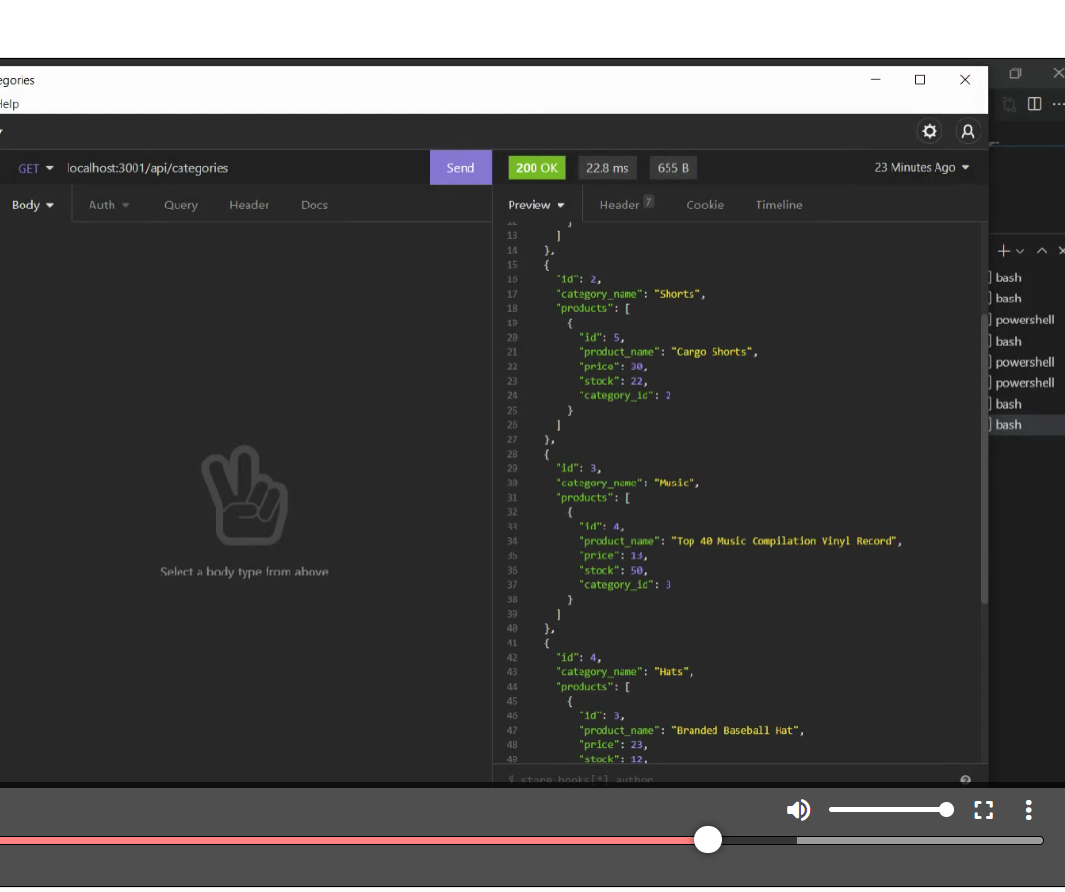 egories
Help
GET localhost:3001/api/categories Send 200 OK 22.8 ms 655 B 23 Minutes Ago
Body Auth Query Header Docs Preview Header 7 Cookie Timeline
12 }
13 ]
14 },
15 {
16 "id": 2,
17 "category_name": "Shorts",
18 "products": [
19 {
20 "id": 5,
21 "product_name": "Cargo Shorts",
22 "price": 30,
23 "stock": 22,
24 "category_id": 2
25 }
26 ]
27 },
28 {
29 "id": 3,
30 "category_name": "Music",
31 "products": [
32 {
33 "id": 4,
34 "product_name": "Top 40 Music Compilation Vinyl Record",
35 "price": 13,
36 "stock": 50,
37 "category_id": 3
38 }
39 ]
40 },
41 {
42 "id": 4,
43 "category_name": "Hats",
44 "products": [
45 {
46 "id": 3,
47 "product_name": "Branded Baseball Hat",
48 "price": 23,
49 "stock": 12,
$.store.books[*].author
Select a body type from above
bash
bash
powershell
bash
powershell
powershell
bash
bash